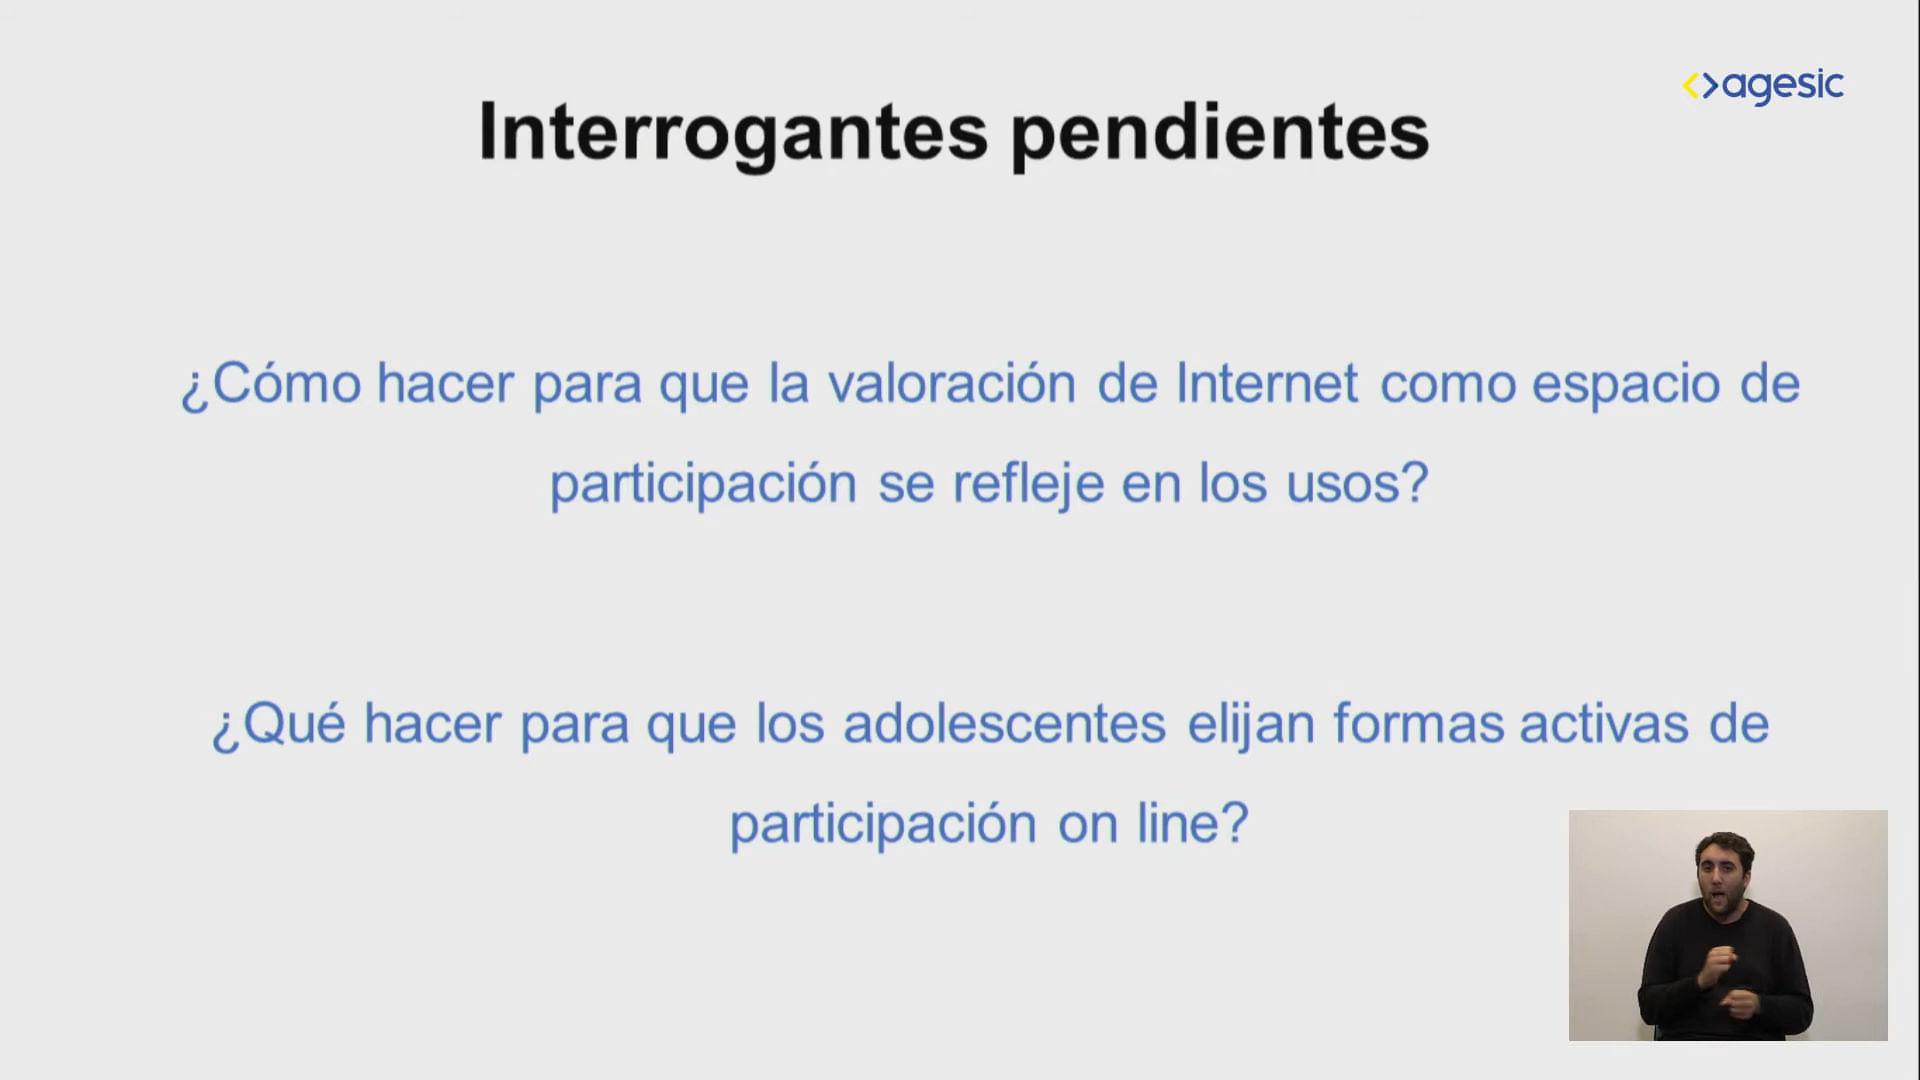 <>agesic
Interrogantes pendientes
¿Cómo hacer para que la valoración de Internet como espacio de
participación se refleje en los usos?
¿Qué hacer para que los adolescentes elijan formas activas de
participación on line?